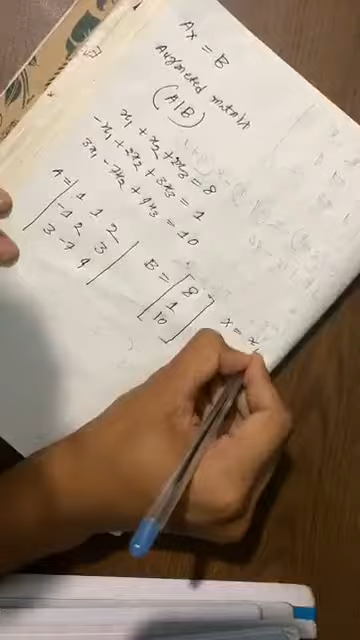 AX = B
Augmented matrix
(A|B)
x₁ + x₂ + 2x₃ = 8
-x₁ + 2x₂ + 3x₃ = 1
3x₁ - 7x₂ + 4x₃ = 10
A = | 1 1 2 |
| -1 2 3 |
| 3 -7 4 |
B = [ 8
1
10 ]
X = x₁